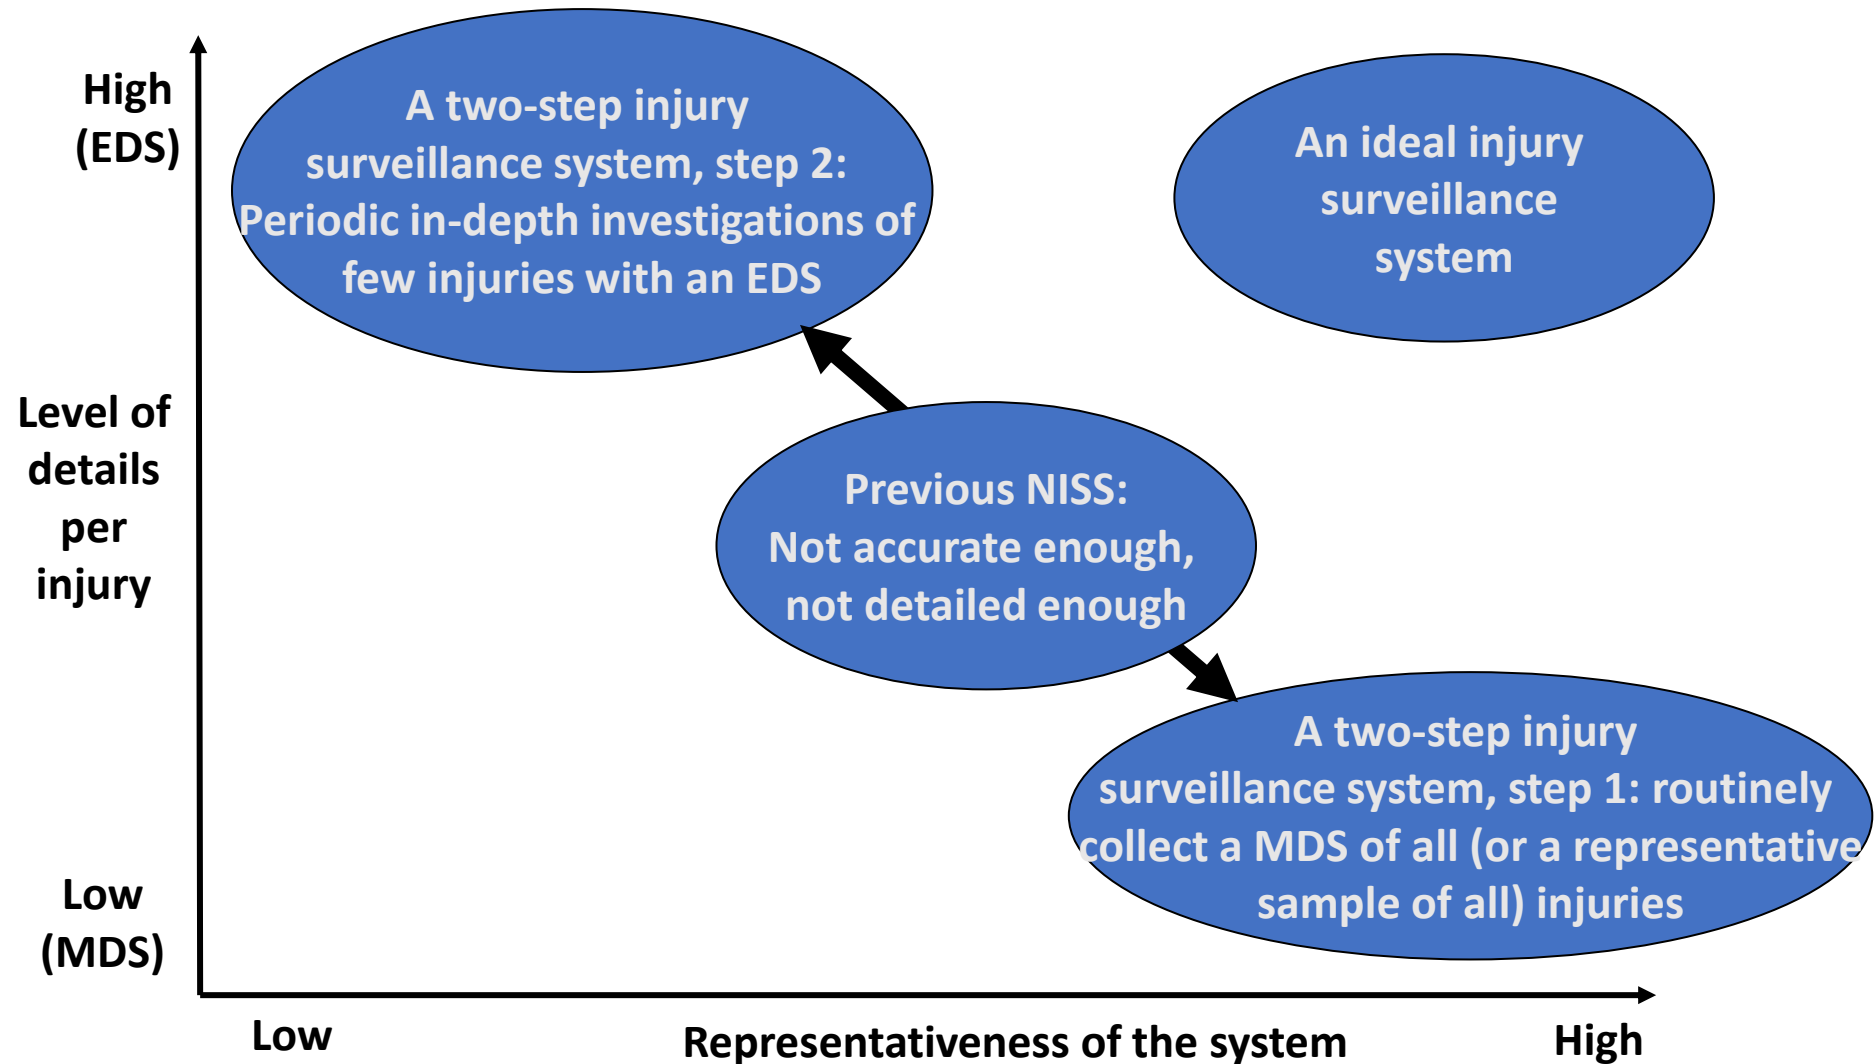 High
(EDS)
A two-step injury
surveillance system, step 2:
Periodic in-depth investigations of
few injuries with an EDS
An ideal injury
surveillance
system
Level of
details
per
injury
Previous NISS:
Not accurate enough,
not detailed enough
A two-step injury
surveillance system, step 1: routinely
collect a MDS of all (or a representative
sample of all) injuries
Low
(MDS)
Low
Representativeness of the system
High